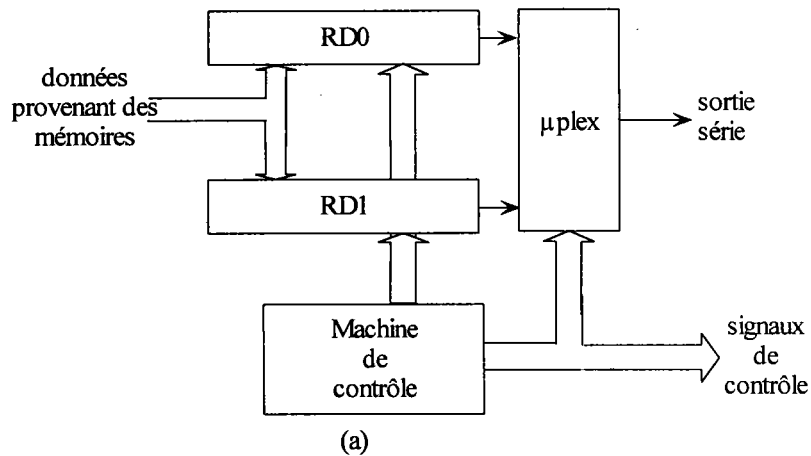 RD0
données
provenant des
mémoires
µplex
sortie
série
RD1
Machine
de
contrôle
signaux
de
contrôle
(a)